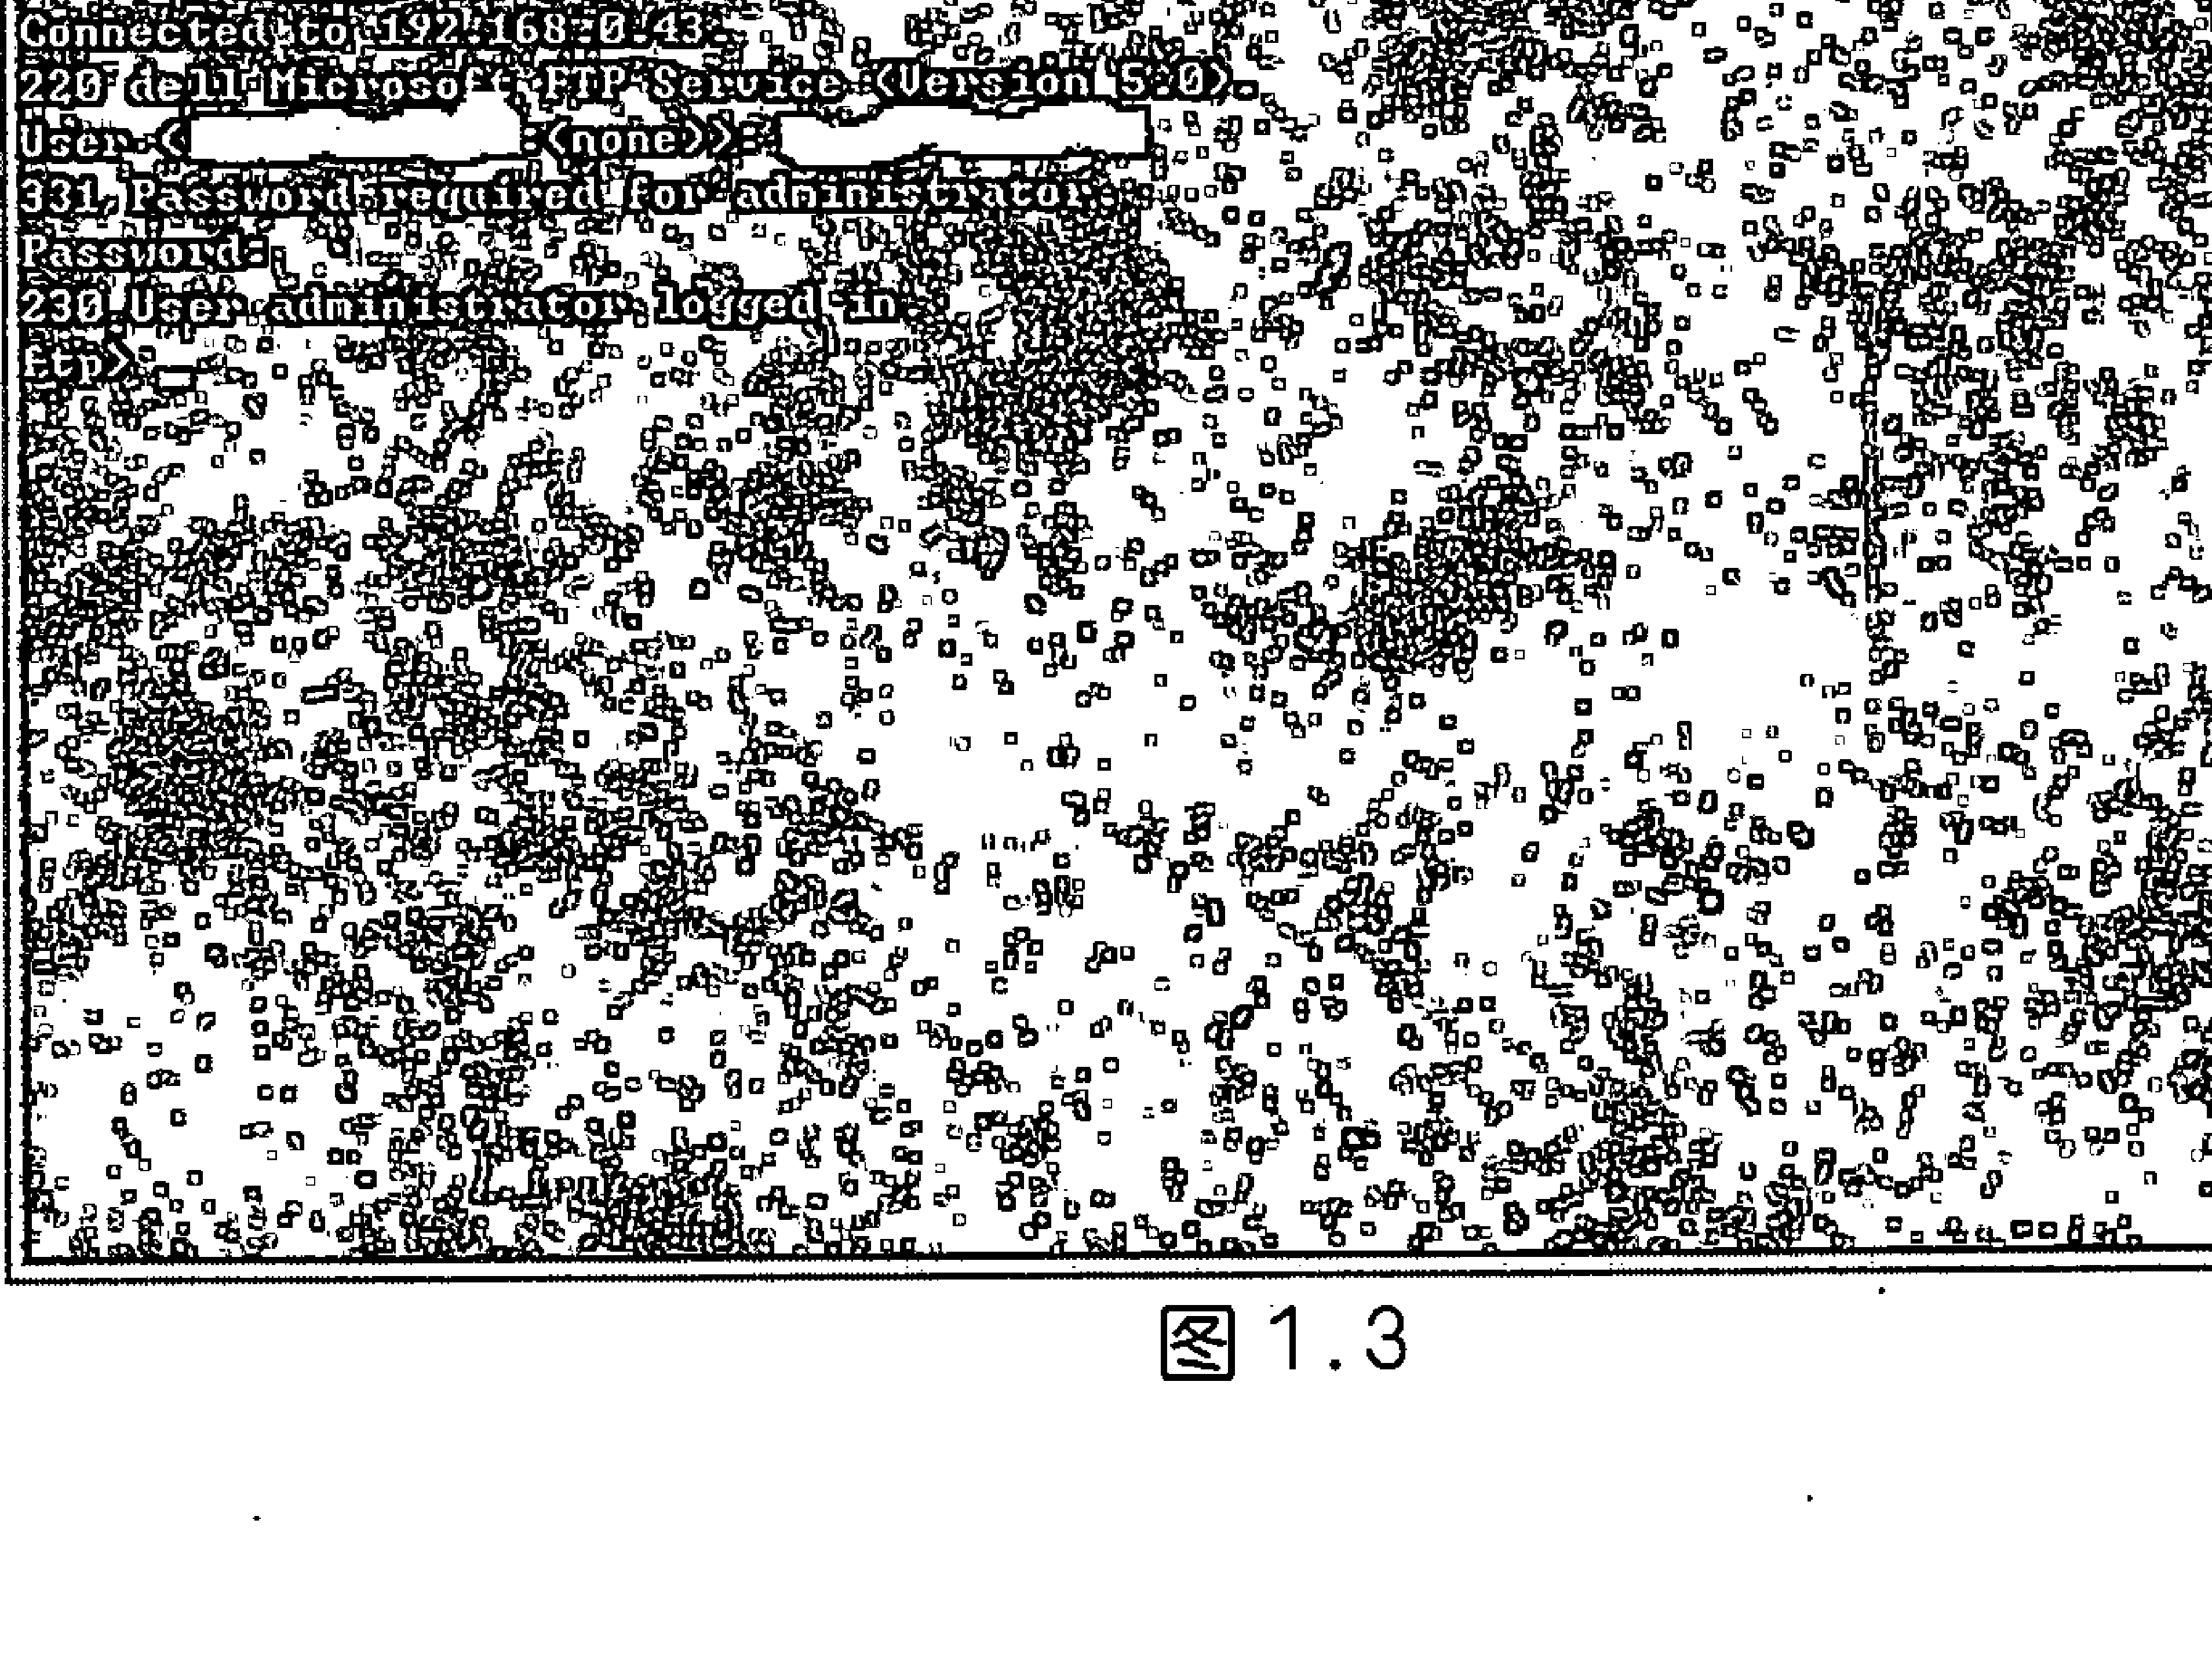 Connected to 192.168.0.43.
220 dell Microsoft FTP Service <Version 5.0>.
User < :<none>>:
331 Password required for administrator.
Password:
230 User administrator logged in.
ftp>
图 1.3